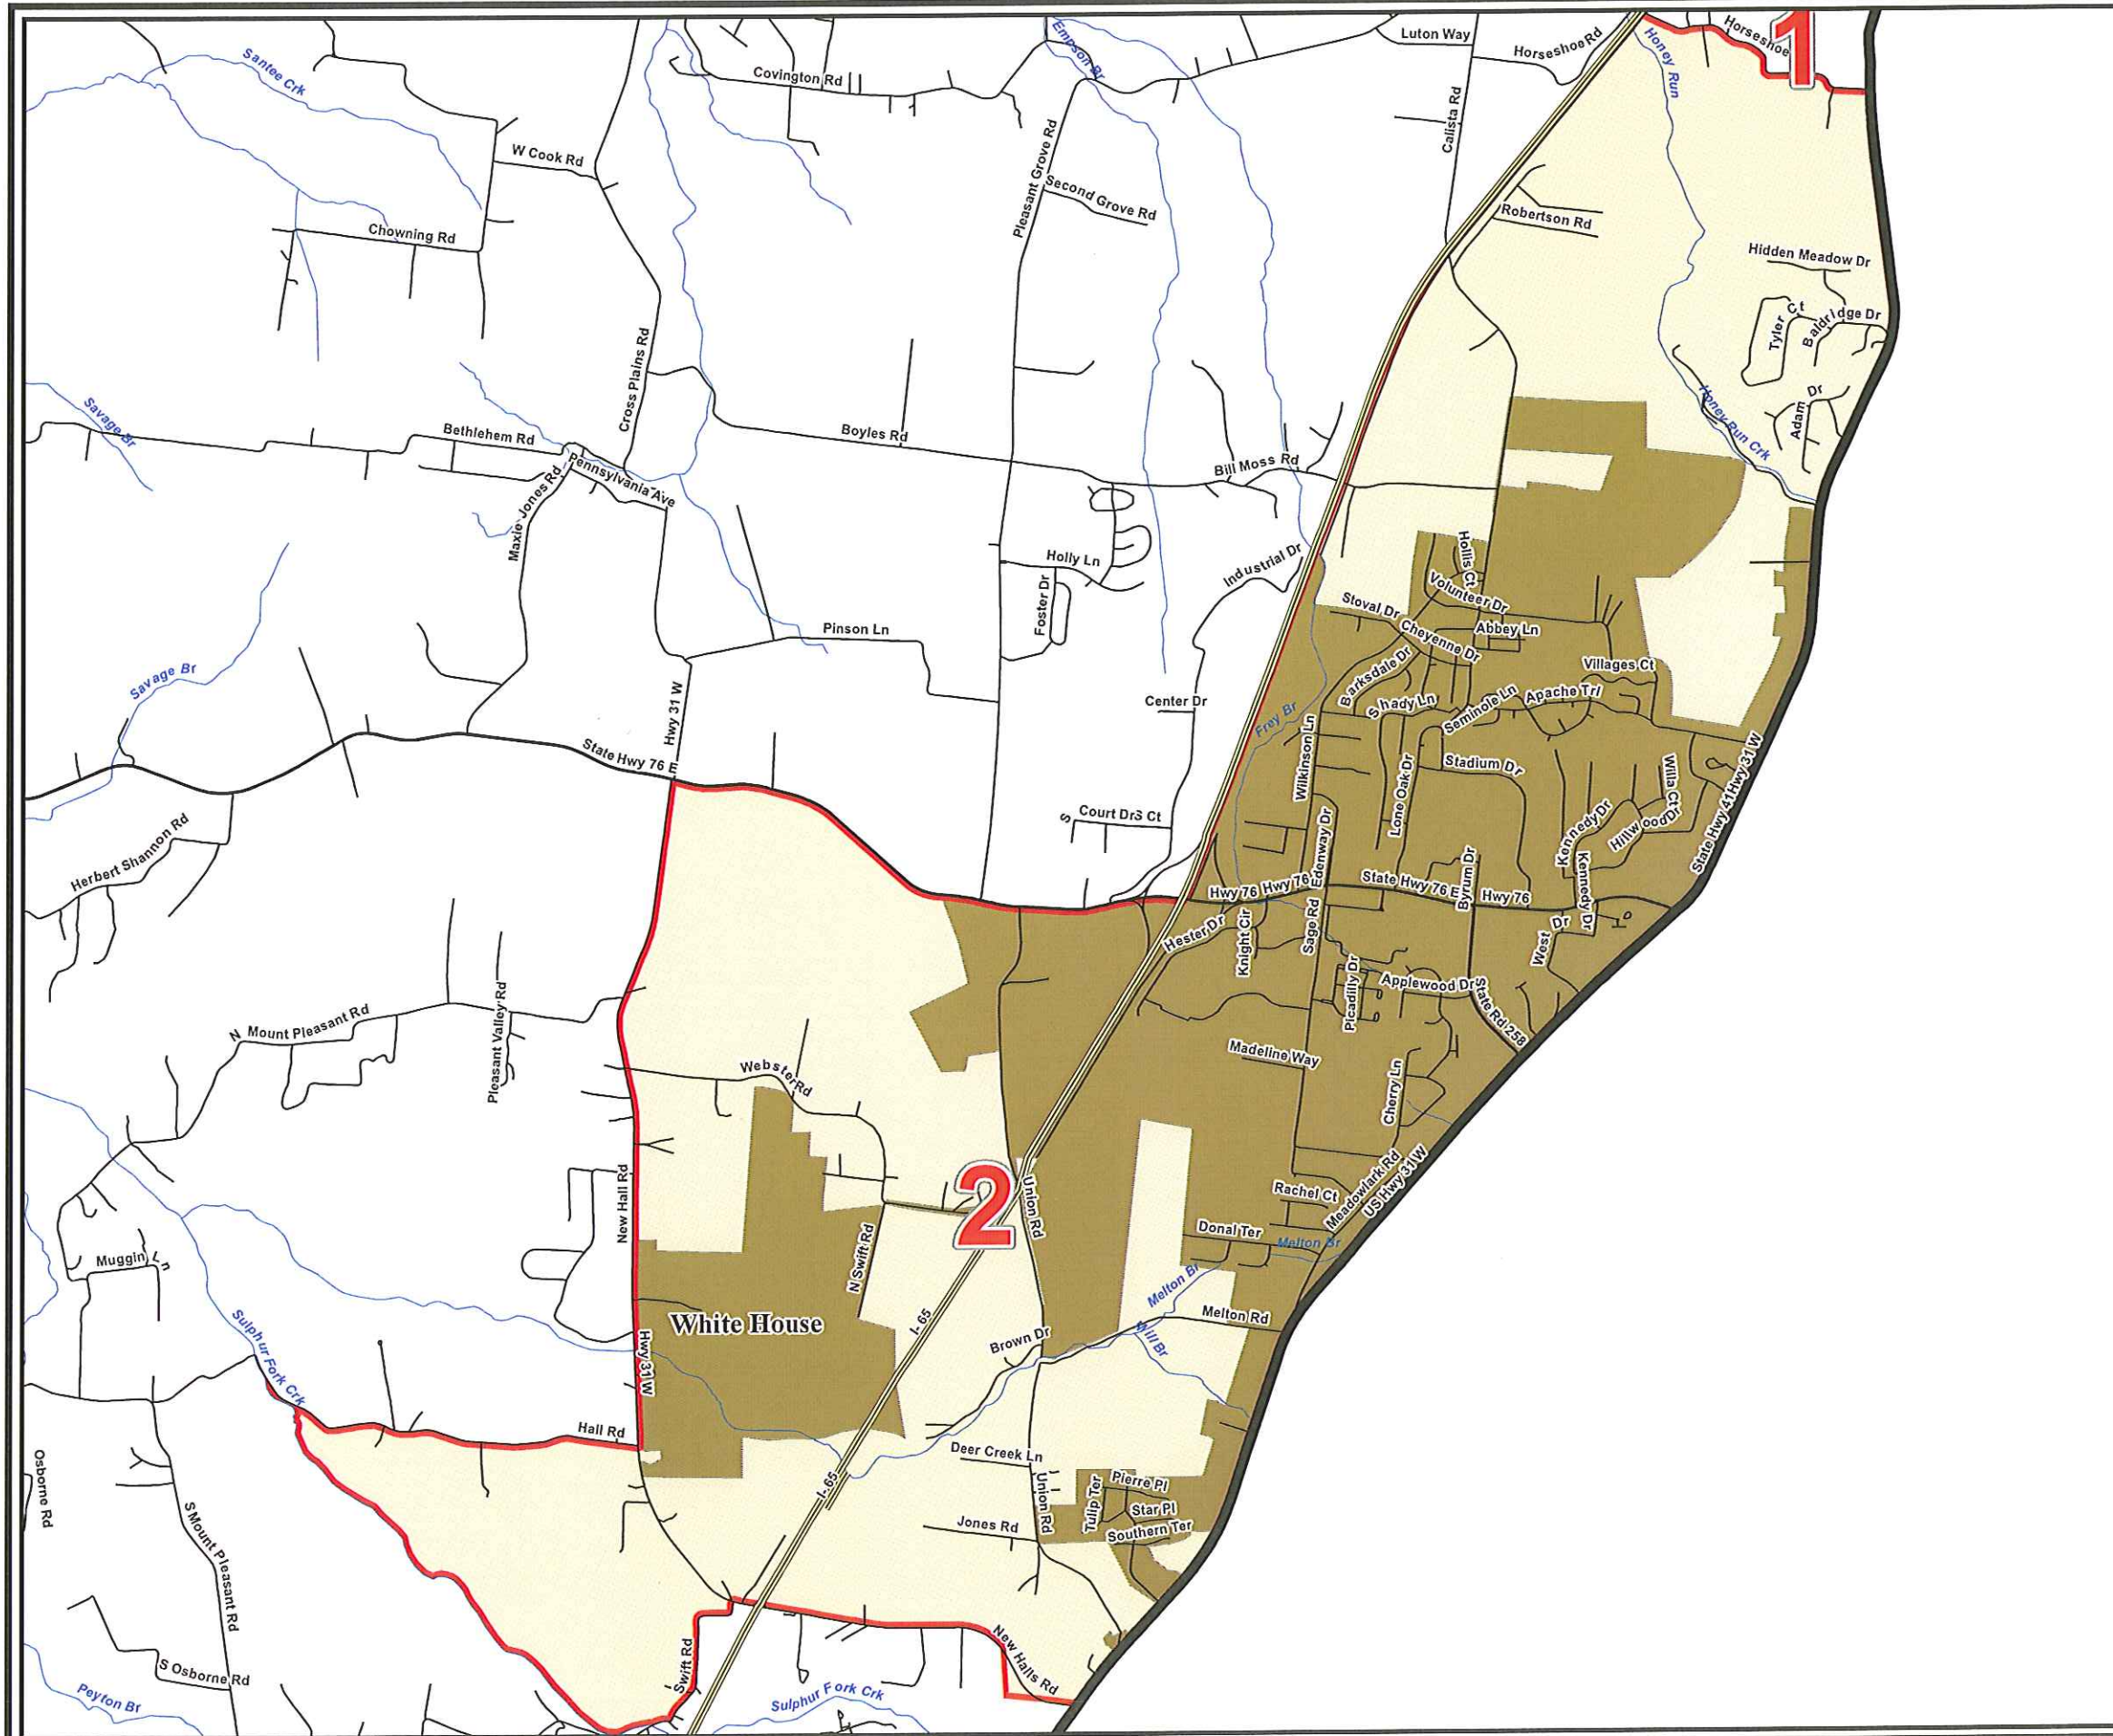 Santee Crk
Covington Rd
Empson Br
Luton Way
Horseshoe Rd
Honey Run
Horseshoe
1
W Cook Rd
Pleasant Grove Rd
Calista Rd
Second Grove Rd
Robertson Rd
Chowning Rd
Hidden Meadow Dr
Tyler Ct
Baldridge Dr
Cross Plains Rd
Savage Br
Bethlehem Rd
Boyles Rd
Adam Dr
Honey Run Crk
Pennsylvania Ave
Maxie Jones Rd
Bill Moss Rd
Holly Ln
Industrial Dr
Hollis Ct
Volunteer Dr
Foster Dr
Stoval Dr
Cheyenne Dr
Abbey Ln
Pinson Ln
Savage Br
Villages Ct
Barksdale Dr
Shady Ln
Seminole Ln
Apache Trl
Center Dr
Hwy 31 W
Frey Br
Wilkinson Ln
State Hwy 76 E
Lone Oak Dr
Stadium Dr
Willa Ct
State Hwy 41
Hwy 31 W
Kennedy Dr
Hillwood Dr
S Court Dr
S Ct
Herbert Shannon Rd
Edenway Dr
Byrum Dr
Hwy 76
Hwy 76
State Hwy 76 E
Hwy 76
Kennedy Dr
Hester Dr
Knight Cir
Sage Rd
West Dr
Picadilly Dr
Applewood Dr
State Rd 258
Pleasant Valley Rd
N Mount Pleasant Rd
Madeline Way
Webster Rd
Cherry Ln
New Hall Rd
2
Union Rd
Rachel Ct
Meadowlark Rd
US Hwy 31 W
N Swift Rd
Donal Ter
Melton Br
Muggin Ln
Melton Br
White House
I- 65
Melton Rd
Will Br
Brown Dr
Sulphur Fork Crk
Hwy 31 W
Hall Rd
Deer Creek Ln
Osborne Rd
I- 65
Union Rd
Tulip Ter
Pierre Pl
Star Pl
Southern Ter
Jones Rd
S Mount Pleasant Rd
New Halls Rd
Swift Rd
S Osborne Rd
Peyton Br
Sulphur Fork Crk